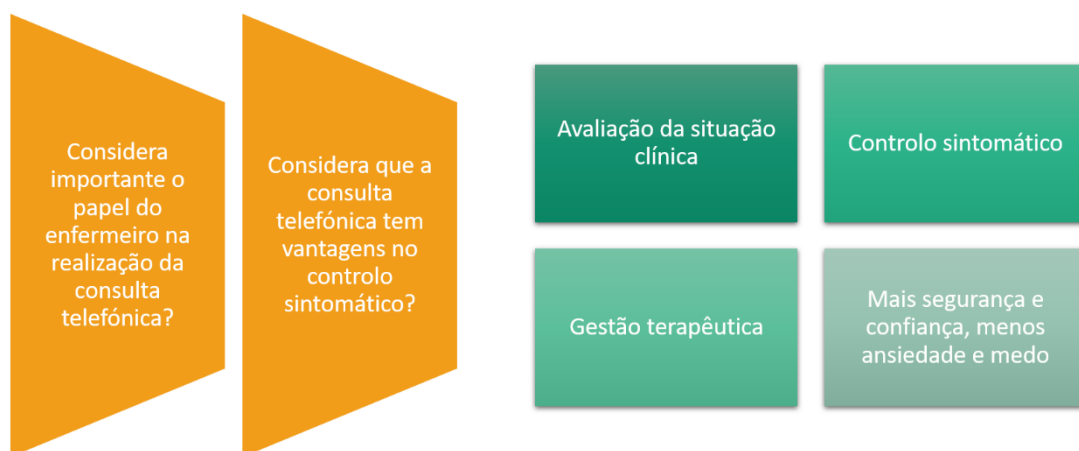 Considera
importante o
papel do
enfermeiro na
realização da
consulta
telefónica?
Considera que a
consulta
telefónica tem
vantagens no
controlo
sintomático?
Avaliação da situação
clínica
Controlo sintomático
Gestão terapêutica
Mais segurança e
confiança, menos
ansiedade e medo